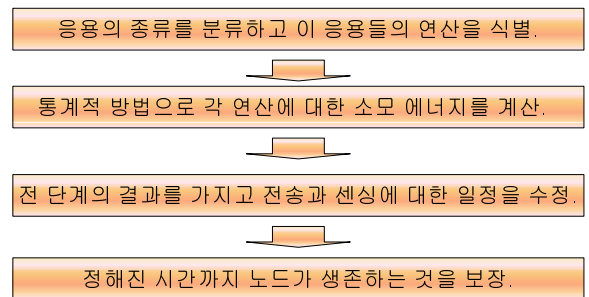 응용의 종류를 분류하고 이 응용들의 연산을 식별.
통계적 방법으로 각 연산에 대한 소모 에너지를 계산.
전 단계의 결과를 가지고 전송과 센싱에 대한 일정을 수정.
정해진 시간까지 노드가 생존하는 것을 보장.